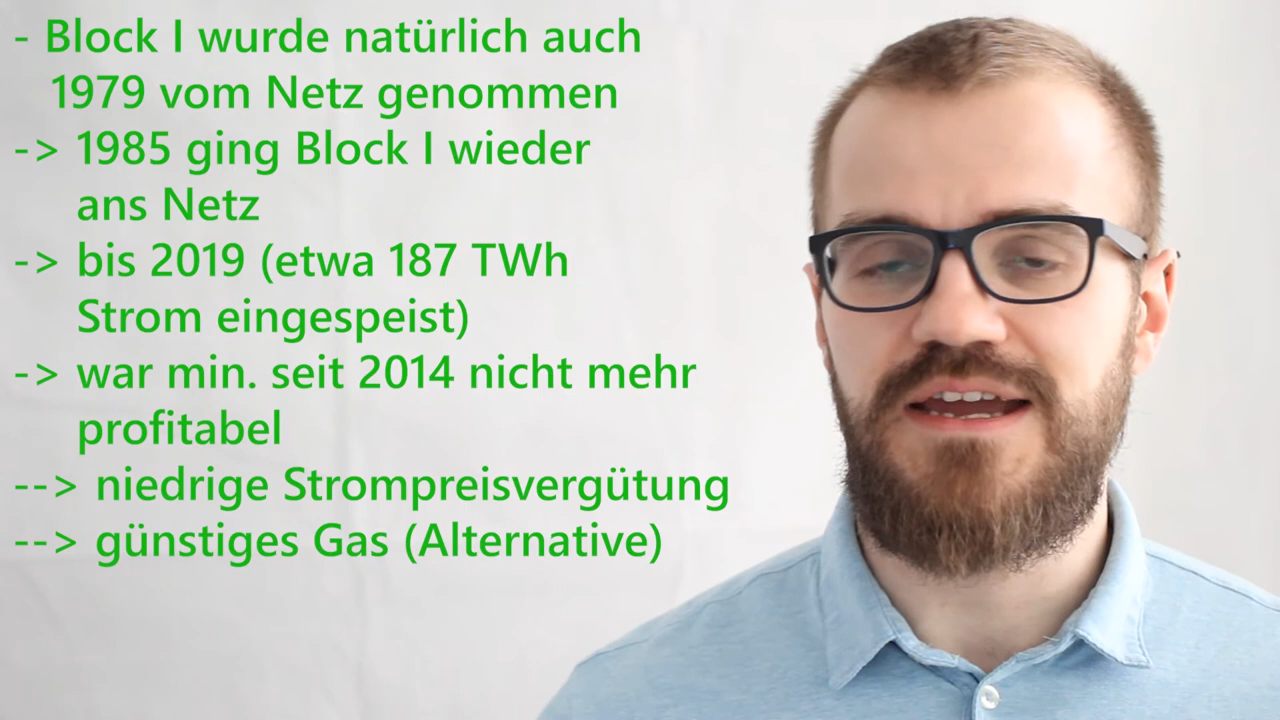 - Block I wurde natürlich auch
1979 vom Netz genommen
-> 1985 ging Block I wieder
ans Netz
-> bis 2019 (etwa 187 TWh
Strom eingespeist)
-> war min. seit 2014 nicht mehr
profitabel
--> niedrige Strompreisvergütung
--> günstiges Gas (Alternative)